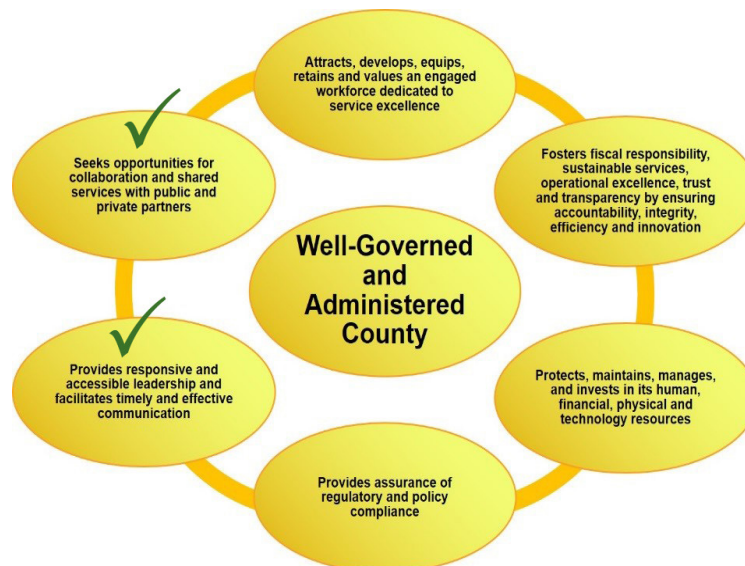 Attracts, develops, equips,
retains and values an engaged
workforce dedicated to
service excellence
Seeks opportunities for
collaboration and shared
services with public and
private partners
Fosters fiscal responsibility,
sustainable services,
operational excellence, trust
and transparency by ensuring
accountability, integrity,
efficiency and innovation
Well-Governed
and
Administered
County
Provides responsive and
accessible leadership and
facilitates timely and effective
communication
Protects, maintains, manages,
and invests in its human,
financial, physical and
technology resources
Provides assurance of
regulatory and policy
compliance